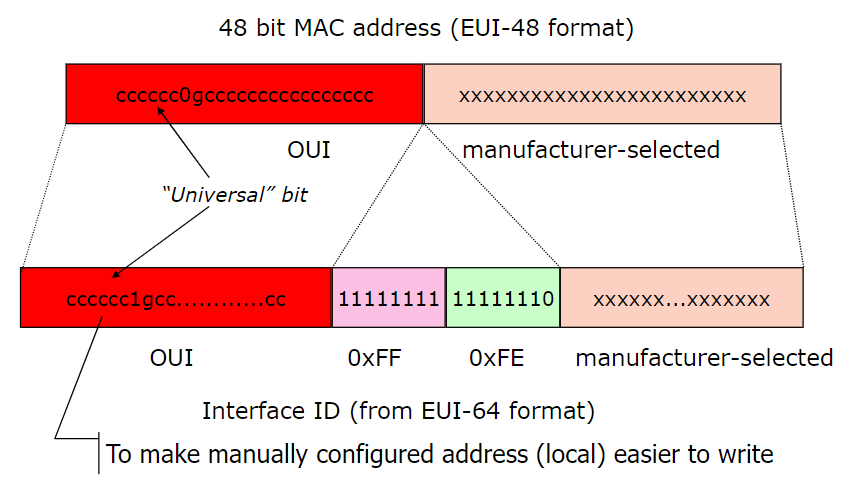 48 bit MAC address (EUI-48 format)
cccccc0gcccccccccccccccc
xxxxxxxxxxxxxxxxxxxxxxxx
OUI
manufacturer-selected
“Universal” bit
cccccc1gcc............cc
11111111
11111110
xxxxxx...xxxxxxx
OUI
0xFF
0xFE
manufacturer-selected
Interface ID (from EUI-64 format)
To make manually configured address (local) easier to write